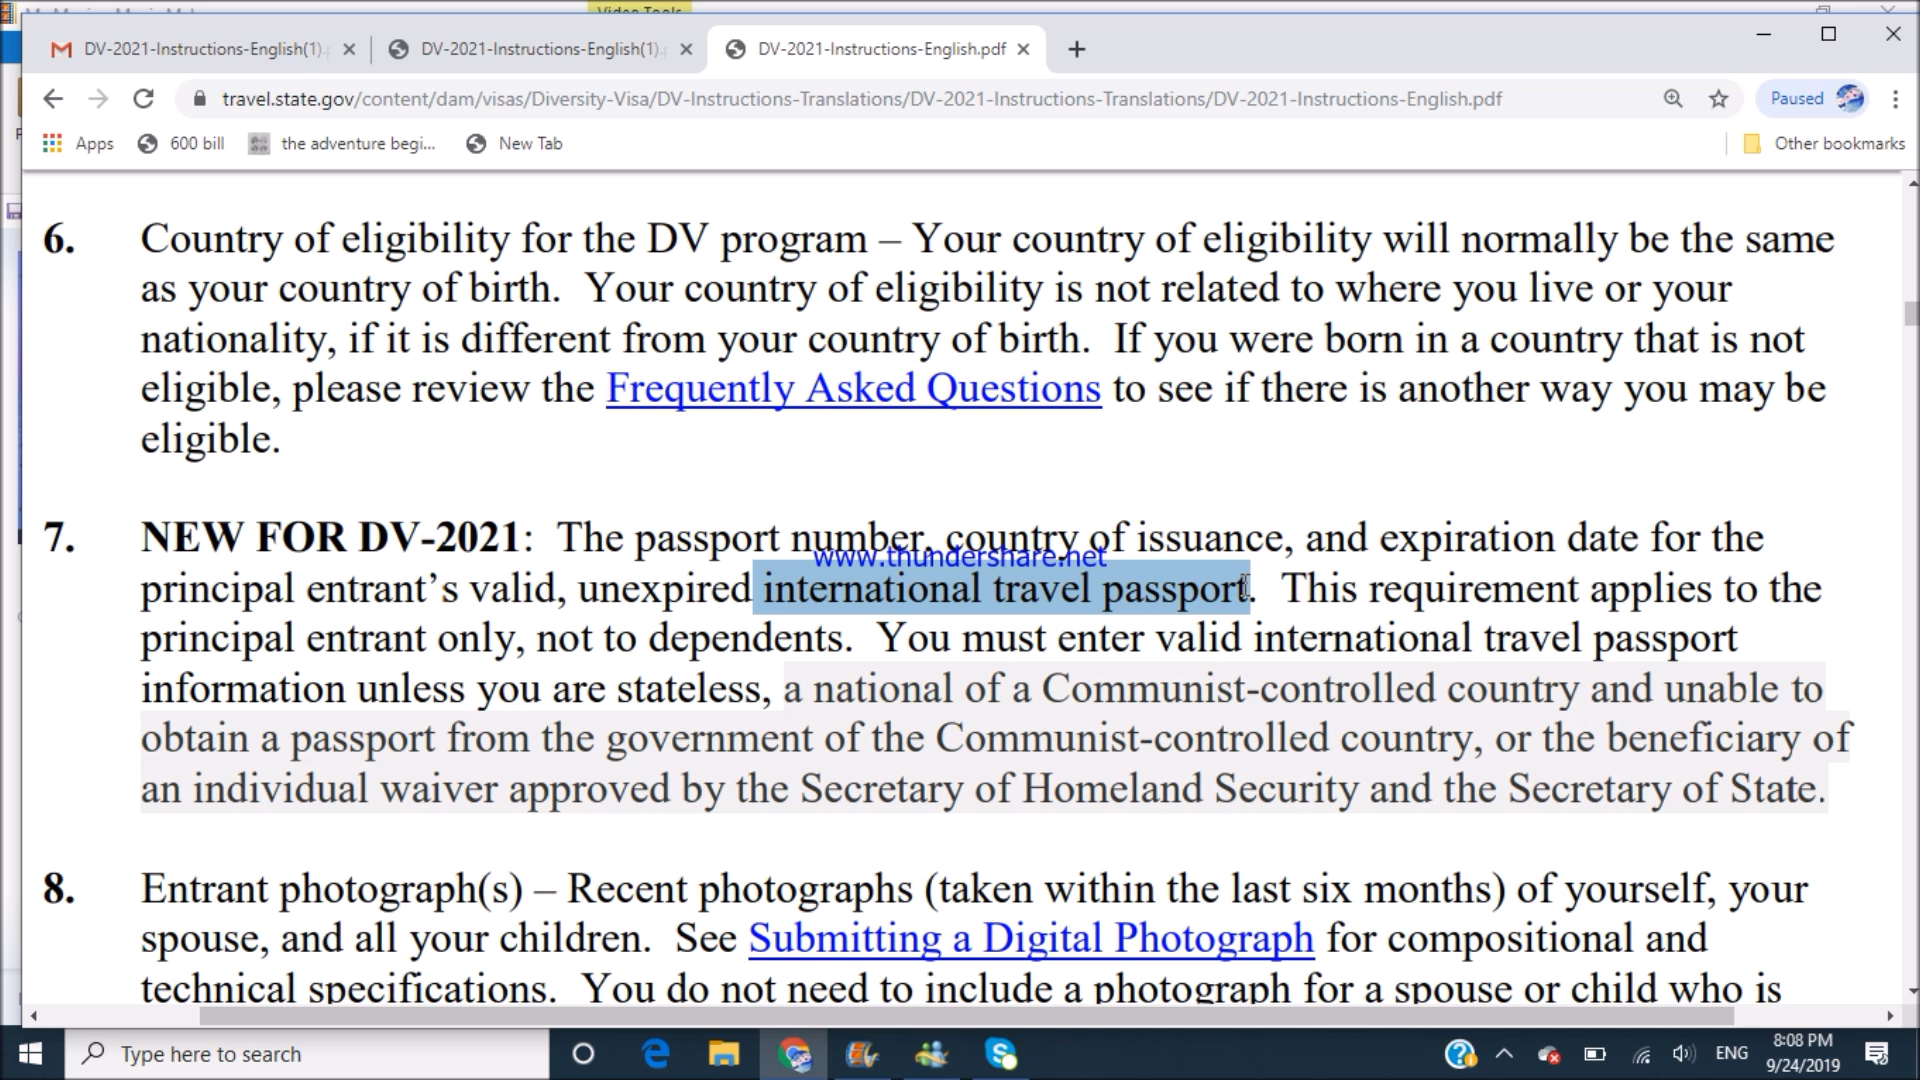 Video Tools
DV-2021-Instructions-English(1).
DV-2021-Instructions-English(1).
DV-2021-Instructions-English.pdf
travel.state.gov/content/dam/visas/Diversity-Visa/DV-Instructions-Translations/DV-2021-Instructions-Translations/DV-2021-Instructions-English.pdf
Paused
Apps
600 bill
the adventure begi...
New Tab
Other bookmarks
6. Country of eligibility for the DV program – Your country of eligibility will normally be the same
as your country of birth.  Your country of eligibility is not related to where you live or your
nationality, if it is different from your country of birth.  If you were born in a country that is not
eligible, please review the Frequently Asked Questions to see if there is another way you may be
eligible.
7. NEW FOR DV-2021:  The passport number, country of issuance, and expiration date for the
www.thundershare.net
principal entrant’s valid, unexpired international travel passport.  This requirement applies to the
principal entrant only, not to dependents.  You must enter valid international travel passport
information unless you are stateless, a national of a Communist-controlled country and unable to
obtain a passport from the government of the Communist-controlled country, or the beneficiary of
an individual waiver approved by the Secretary of Homeland Security and the Secretary of State.
8. Entrant photograph(s) – Recent photographs (taken within the last six months) of yourself, your
spouse, and all your children.  See Submitting a Digital Photograph for compositional and
technical specifications.  You do not need to include a photograph for a spouse or child who is
Type here to search
ENG
8:08 PM
9/24/2019